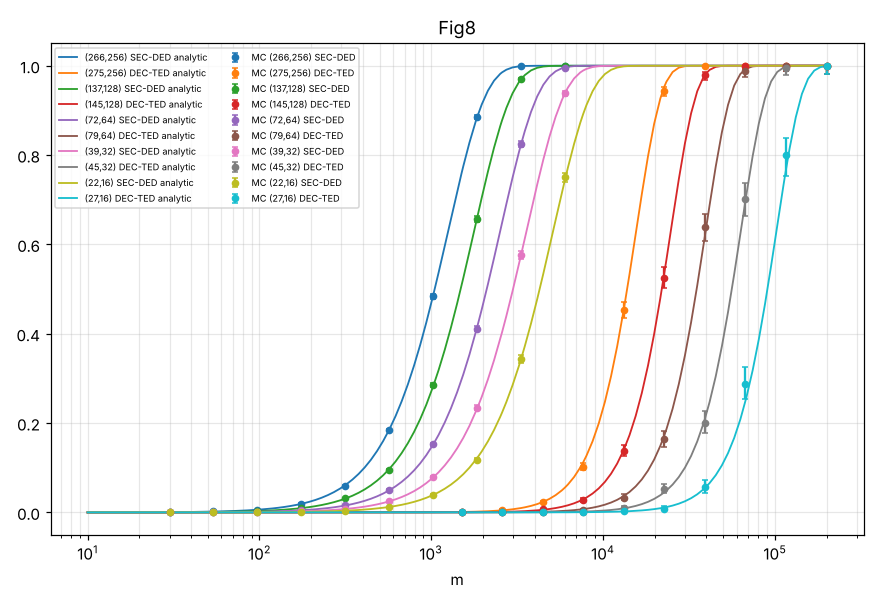 Fig8
(266,256) SEC-DED analytic
(275,256) DEC-TED analytic
(137,128) SEC-DED analytic
(145,128) DEC-TED analytic
(72,64) SEC-DED analytic
(79,64) DEC-TED analytic
(39,32) SEC-DED analytic
(45,32) DEC-TED analytic
(22,16) SEC-DED analytic
(27,16) DEC-TED analytic
MC (266,256) SEC-DED
MC (275,256) DEC-TED
MC (137,128) SEC-DED
MC (145,128) DEC-TED
MC (72,64) SEC-DED
MC (79,64) DEC-TED
MC (39,32) SEC-DED
MC (45,32) DEC-TED
MC (22,16) SEC-DED
MC (27,16) DEC-TED
1.0
0.8
0.6
0.4
0.2
0.0
10¹ 10² 10³ 10⁴ 10⁵
m